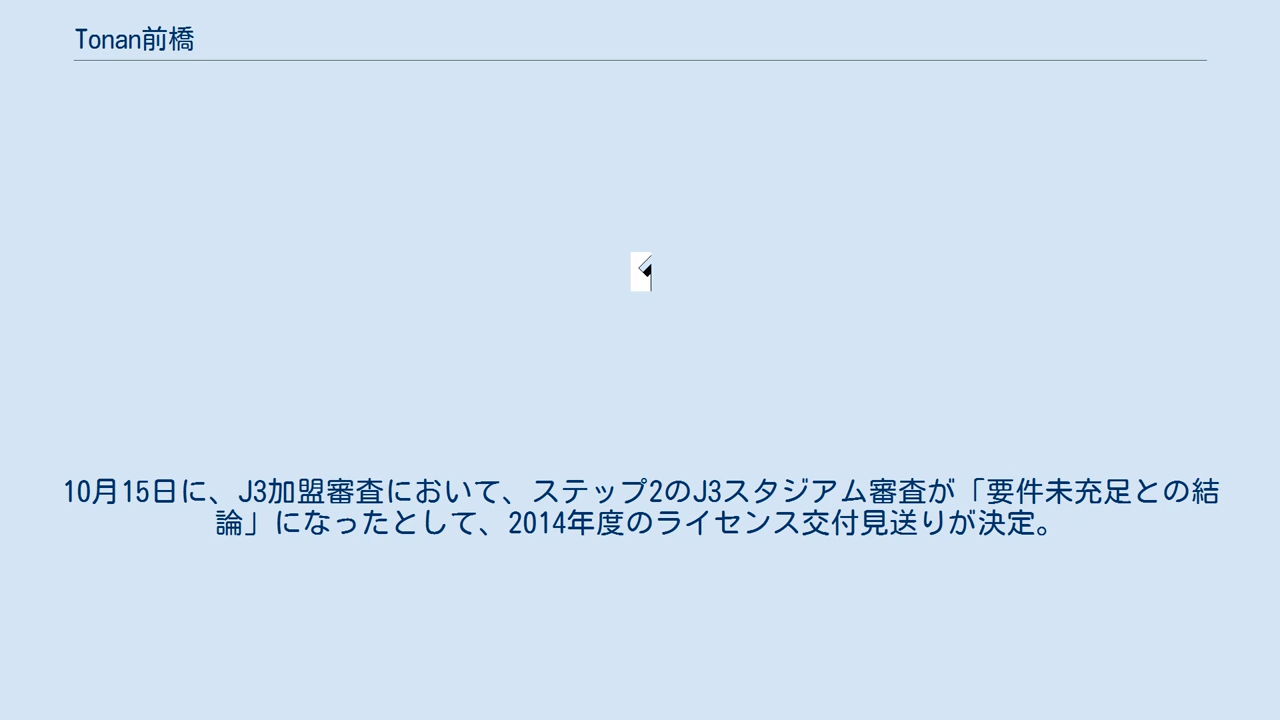 Tonan前橋
10月15日に、J3加盟審査において、ステップ2のJ3スタジアム審査が「要件未充足との結
論」になったとして、2014年度のライセンス交付見送りが決定。